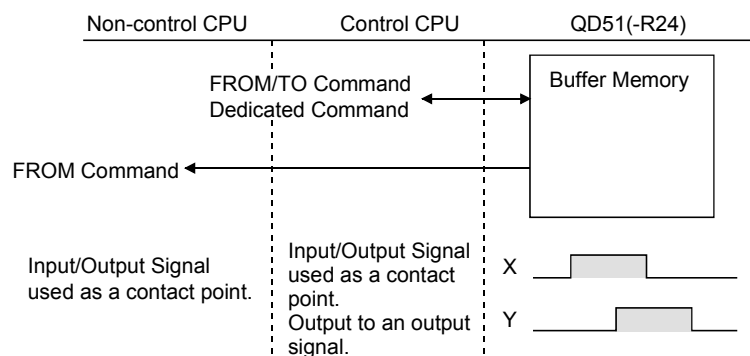 Non-control CPU Control CPU QD51(-R24)
FROM/TO Command
Dedicated Command
Buffer Memory
FROM Command
Input/Output Signal
used as a contact point.
Input/Output Signal
used as a contact
point.
Output to an output
signal.
X
Y